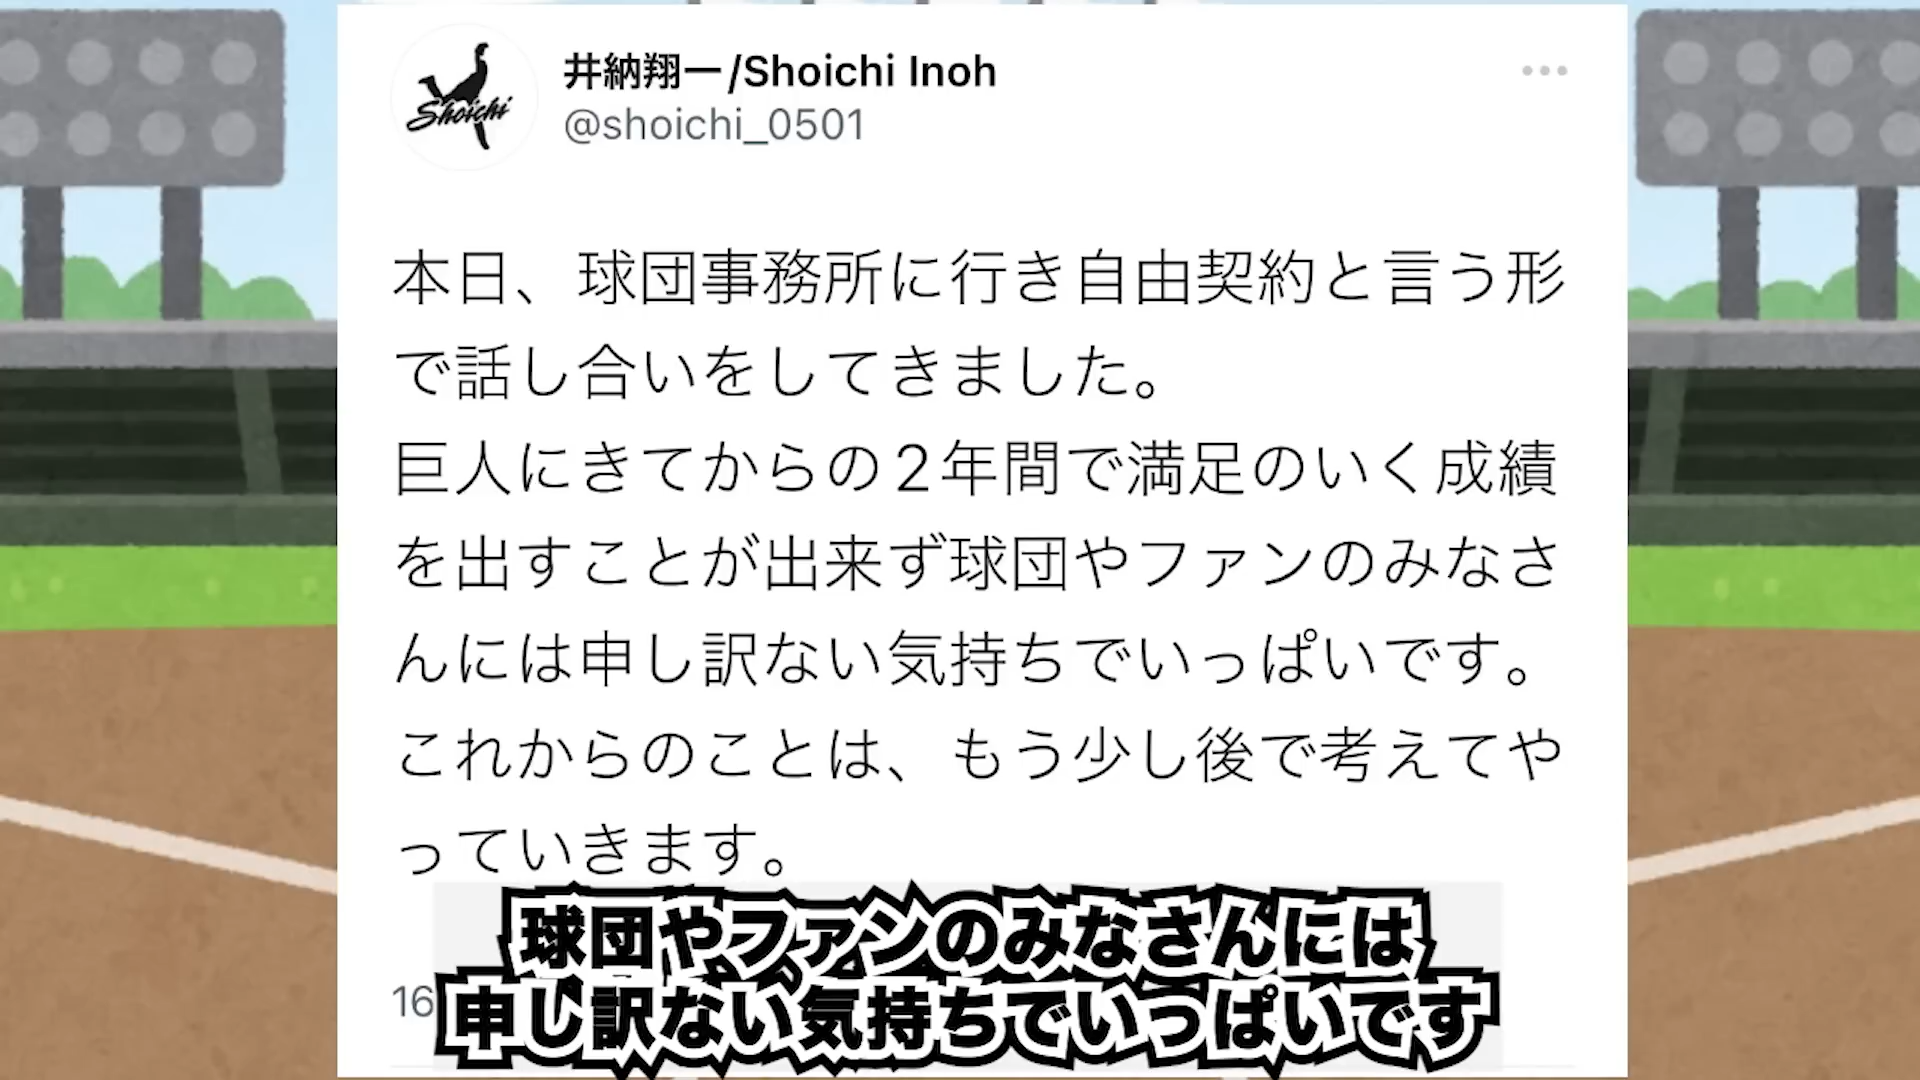 Shoichi
井納翔一/Shoichi Inoh
@shoichi_0501
本日、球団事務所に行き自由契約と言う形
で話し合いをしてきました。
巨人にきてからの2年間で満足のいく成績
を出すことが出来ず球団やファンのみなさ
んには申し訳ない気持ちでいっぱいです。
これからのことは、もう少し後で考えてや
っていきます。
16
球団やファンのみなさんには
申し訳ない気持ちでいっぱいです